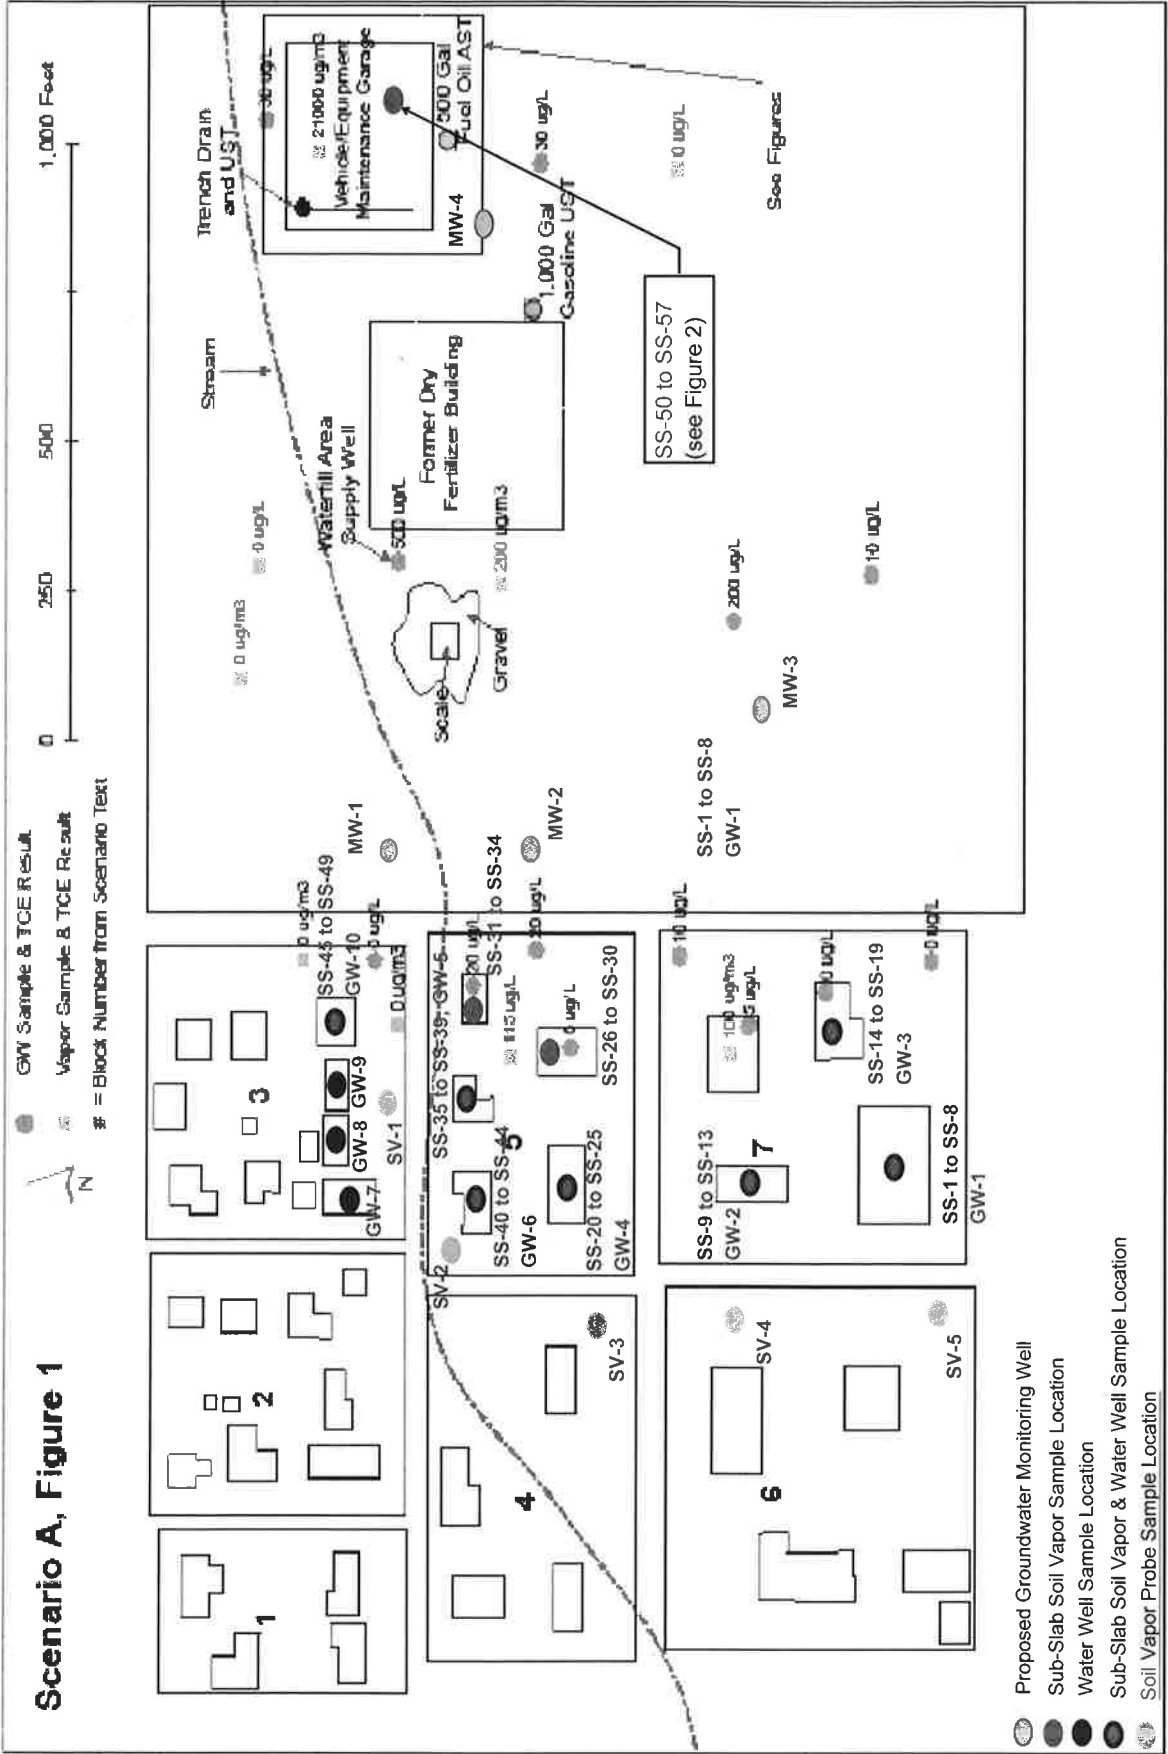 Scenario A, Figure 1
N
GW Sample & TCE Result
Vapor Sample & TCE Result
# = Block Number from Scenario Text
0
250
500
1,000 Feet
1
2
3
4
5
6
7
Stream
Trench Drain
and UST
30 ug/L
21000 ug/m3
Vehicle/Equipment
Maintenance Garage
500 Gal
Fuel Oil AST
MW-4
30 ug/L
1,000 Gal
Gasoline UST
0 ug/L
See Figures
SS-50 to SS-57
(see Figure 2)
Former Dry
Fertilizer Building
Waterfill Area
Supply Well
500 ug/L
200 ug/m3
0 ug/L
0 ug/m3
Scale
Gravel
200 ug/L
10 ug/L
MW-3
SS-1 to SS-8
GW-1
MW-1
MW-2
0 ug/m3
SS-45 to SS-49
GW-10
0 ug/L
0 ug/m3
GW-9
GW-8
GW-7
SV-1
SS-31 to SS-34
20 ug/L
20 ug/L
SS-35 to SS-39, GW-5
115 ug/L
SS-26 to SS-30
SS-40 to SS-44
GW-6
SS-20 to SS-25
GW-4
SV-2
SV-3
10 ug/L
100 ug/m3
5 ug/L
0 ug/L
0 ug/L
SS-14 to SS-19
GW-3
SS-9 to SS-13
GW-2
SS-1 to SS-8
GW-1
SV-4
SV-5
Proposed Groundwater Monitoring Well
Sub-Slab Soil Vapor Sample Location
Water Well Sample Location
Sub-Slab Soil Vapor & Water Well Sample Location
Soil Vapor Probe Sample Location